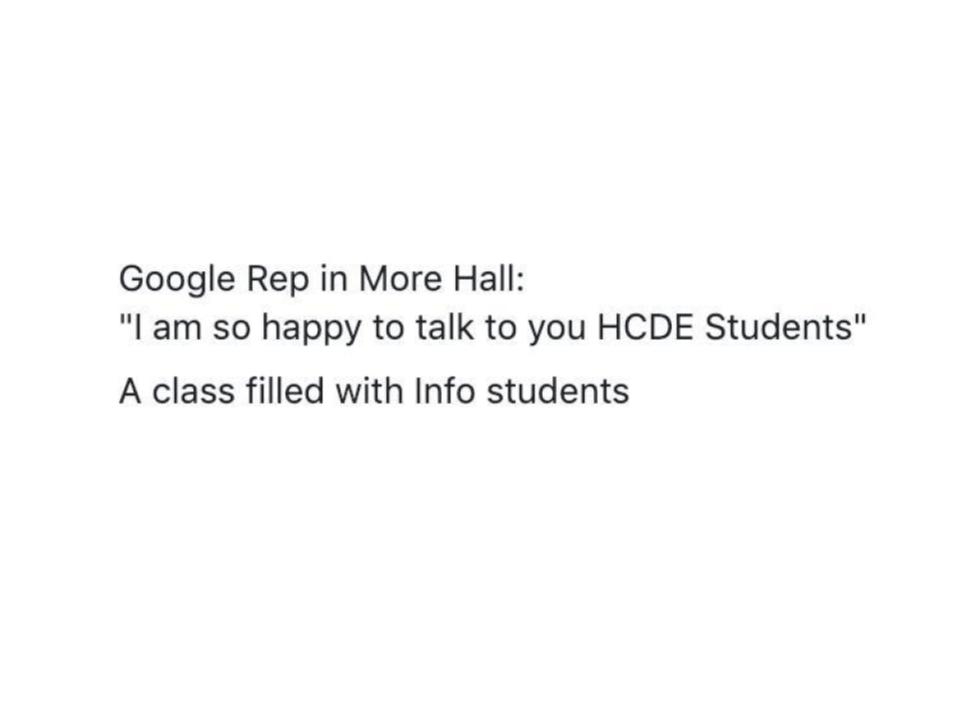 Google Rep in More Hall:
"I am so happy to talk to you HCDE Students"
A class filled with Info students